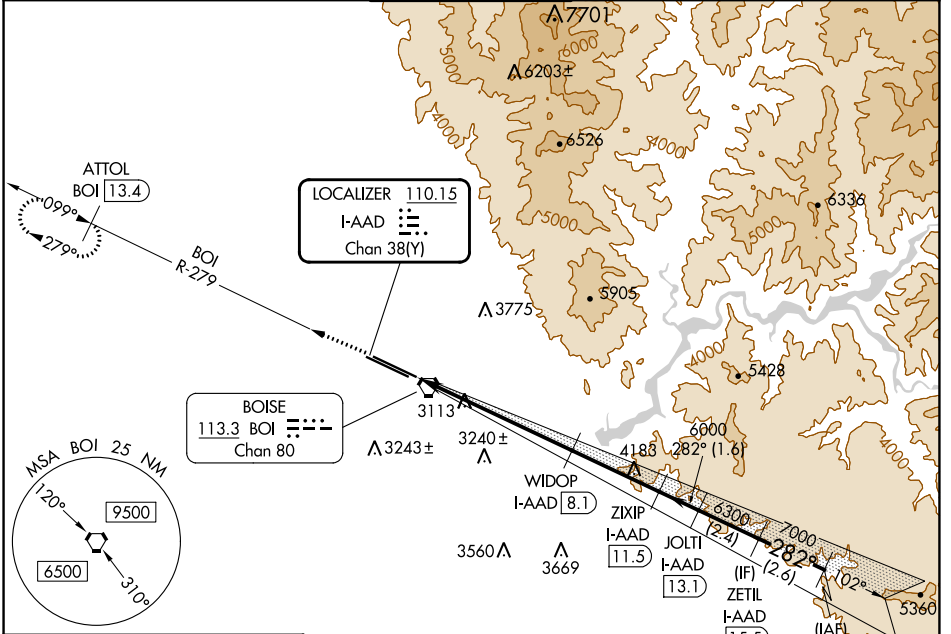 7701
6000
5000
6203±
4000
6526
4000
ATTOL
BOI 13.4
099°
279°
LOCALIZER 110.15
I-AAD
Chan 38(Y)
5000
6336
5000
BOI
R-279
5905
3775
4000
5428
BOISE
113.3 BOI
Chan 80
3113
3243±
3240±
6000
282° (1.6)
4183
4000
MSA BOI 25 NM
120°
9500
6500
310°
WIDOP
I-AAD 8.1
ZIXIP
I-AAD
11.5
6300
(2.4)
7000
282°
(2.6)
JOLTI
I-AAD
13.1
3560
3669
(IF)
ZETIL
I-AAD
15.5
102°
5360
(IAF)